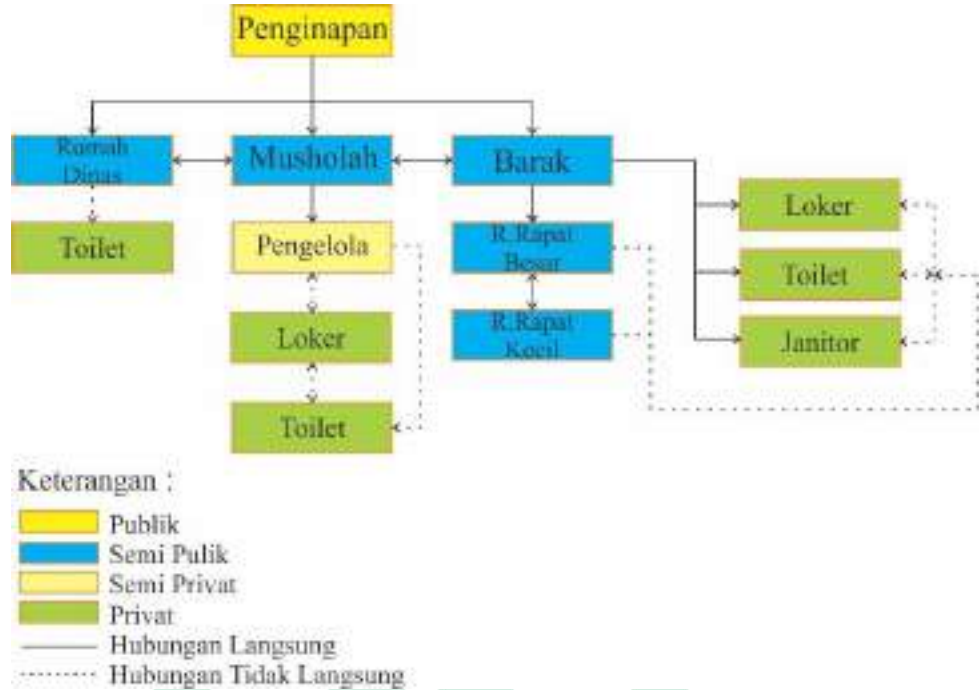 Penginapan
Rumah
Dinas
Musholah
Barak
Loker
Toilet
Pengelola
R.Rapat
Besar
Toilet
Loker
R.Rapat
Kecil
Janitor
Toilet
Keterangan :
Publik
Semi Pulik
Semi Privat
Privat
Hubungan Langsung
Hubungan Tidak Langsung